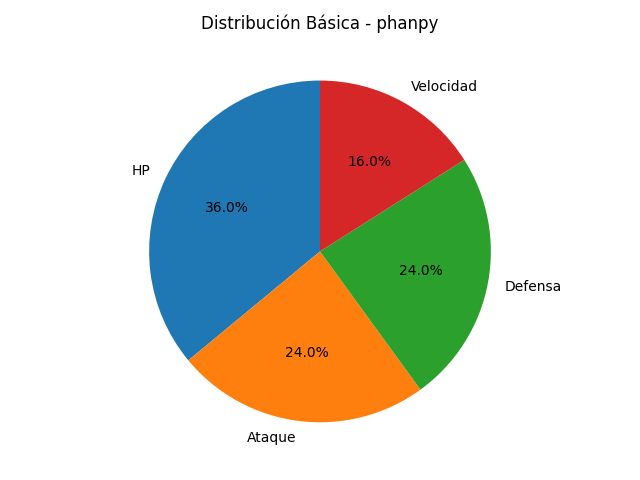 Distribución Básica - phanpy
Velocidad
16.0%
HP
36.0%
24.0%
Defensa
24.0%
Ataque